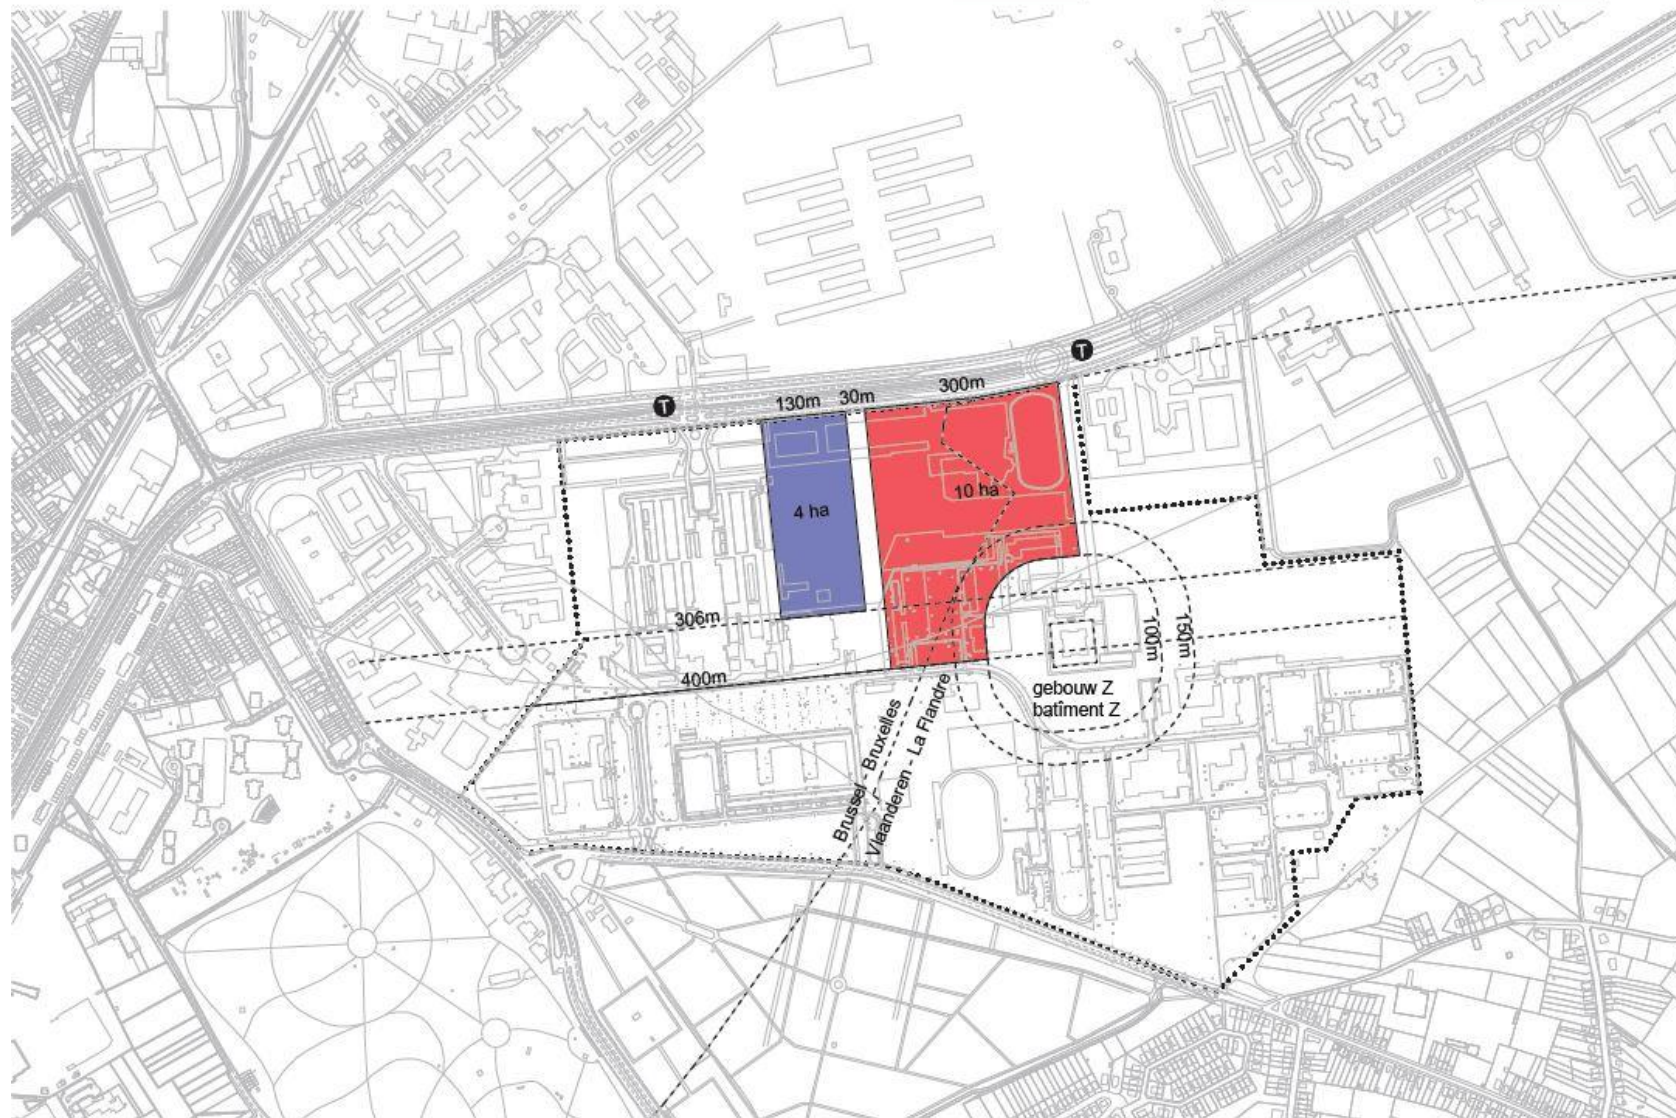 T
300m
130m 30m
T
10 ha
4 ha
306m
100m
150m
400m
gebouw Z
batîment Z
Brussel - Bruxelles
Vlaanderen - La Flandre